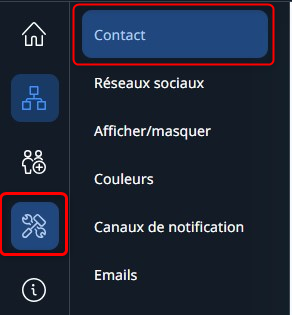 Contact
Réseaux sociaux
Afficher/masquer
Couleurs
Canaux de notification
Emails